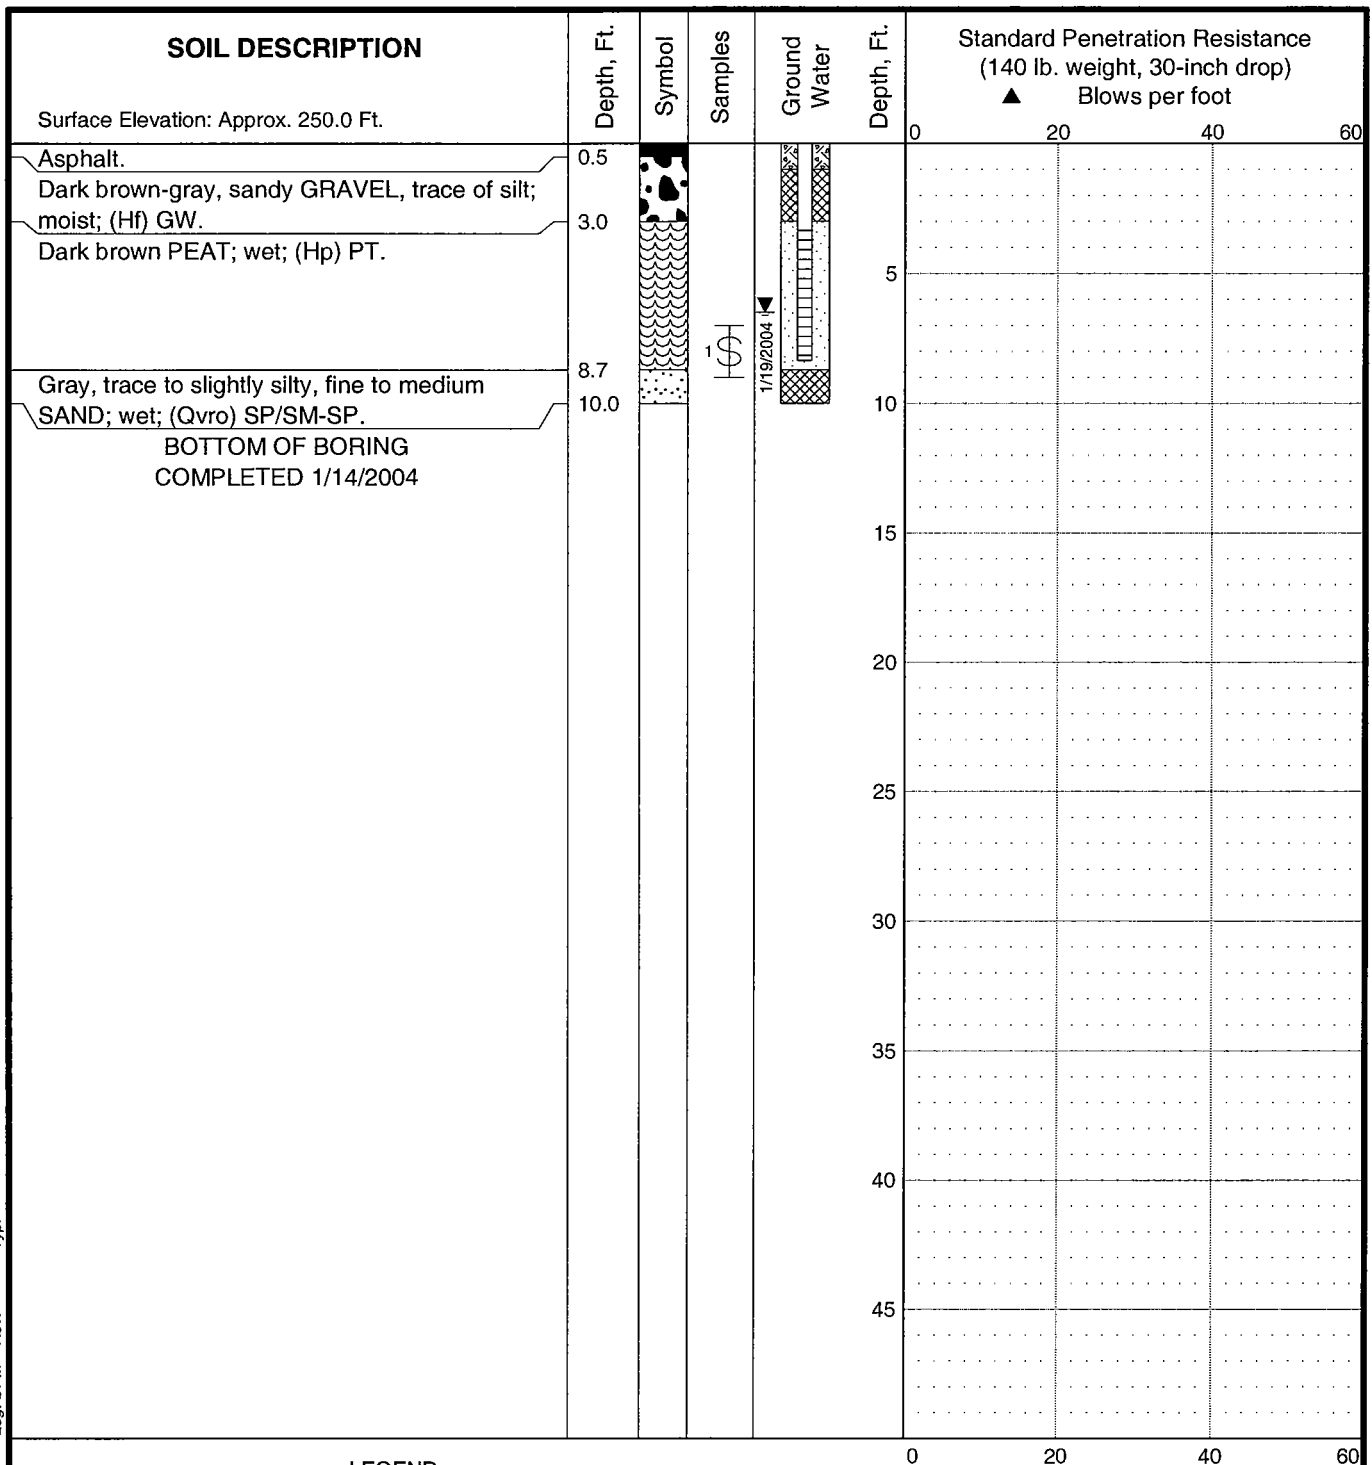 SOIL DESCRIPTION
Surface Elevation: Approx. 250.0 Ft.
Depth, Ft.
Symbol
Samples
Ground
Water
Depth, Ft.
Standard Penetration Resistance
(140 lb. weight, 30-inch drop)
▲ Blows per foot
0 20 40 60
Asphalt.
0.5
Dark brown-gray, sandy GRAVEL, trace of silt;
moist; (Hf) GW.
3.0
Dark brown PEAT; wet; (Hp) PT.
8.7
Gray, trace to slightly silty, fine to medium
SAND; wet; (Qvro) SP/SM-SP.
10.0
BOTTOM OF BORING
COMPLETED 1/14/2004
1
1/19/2004
5
10
15
20
25
30
35
40
45
0 20 40 60
LEGEND